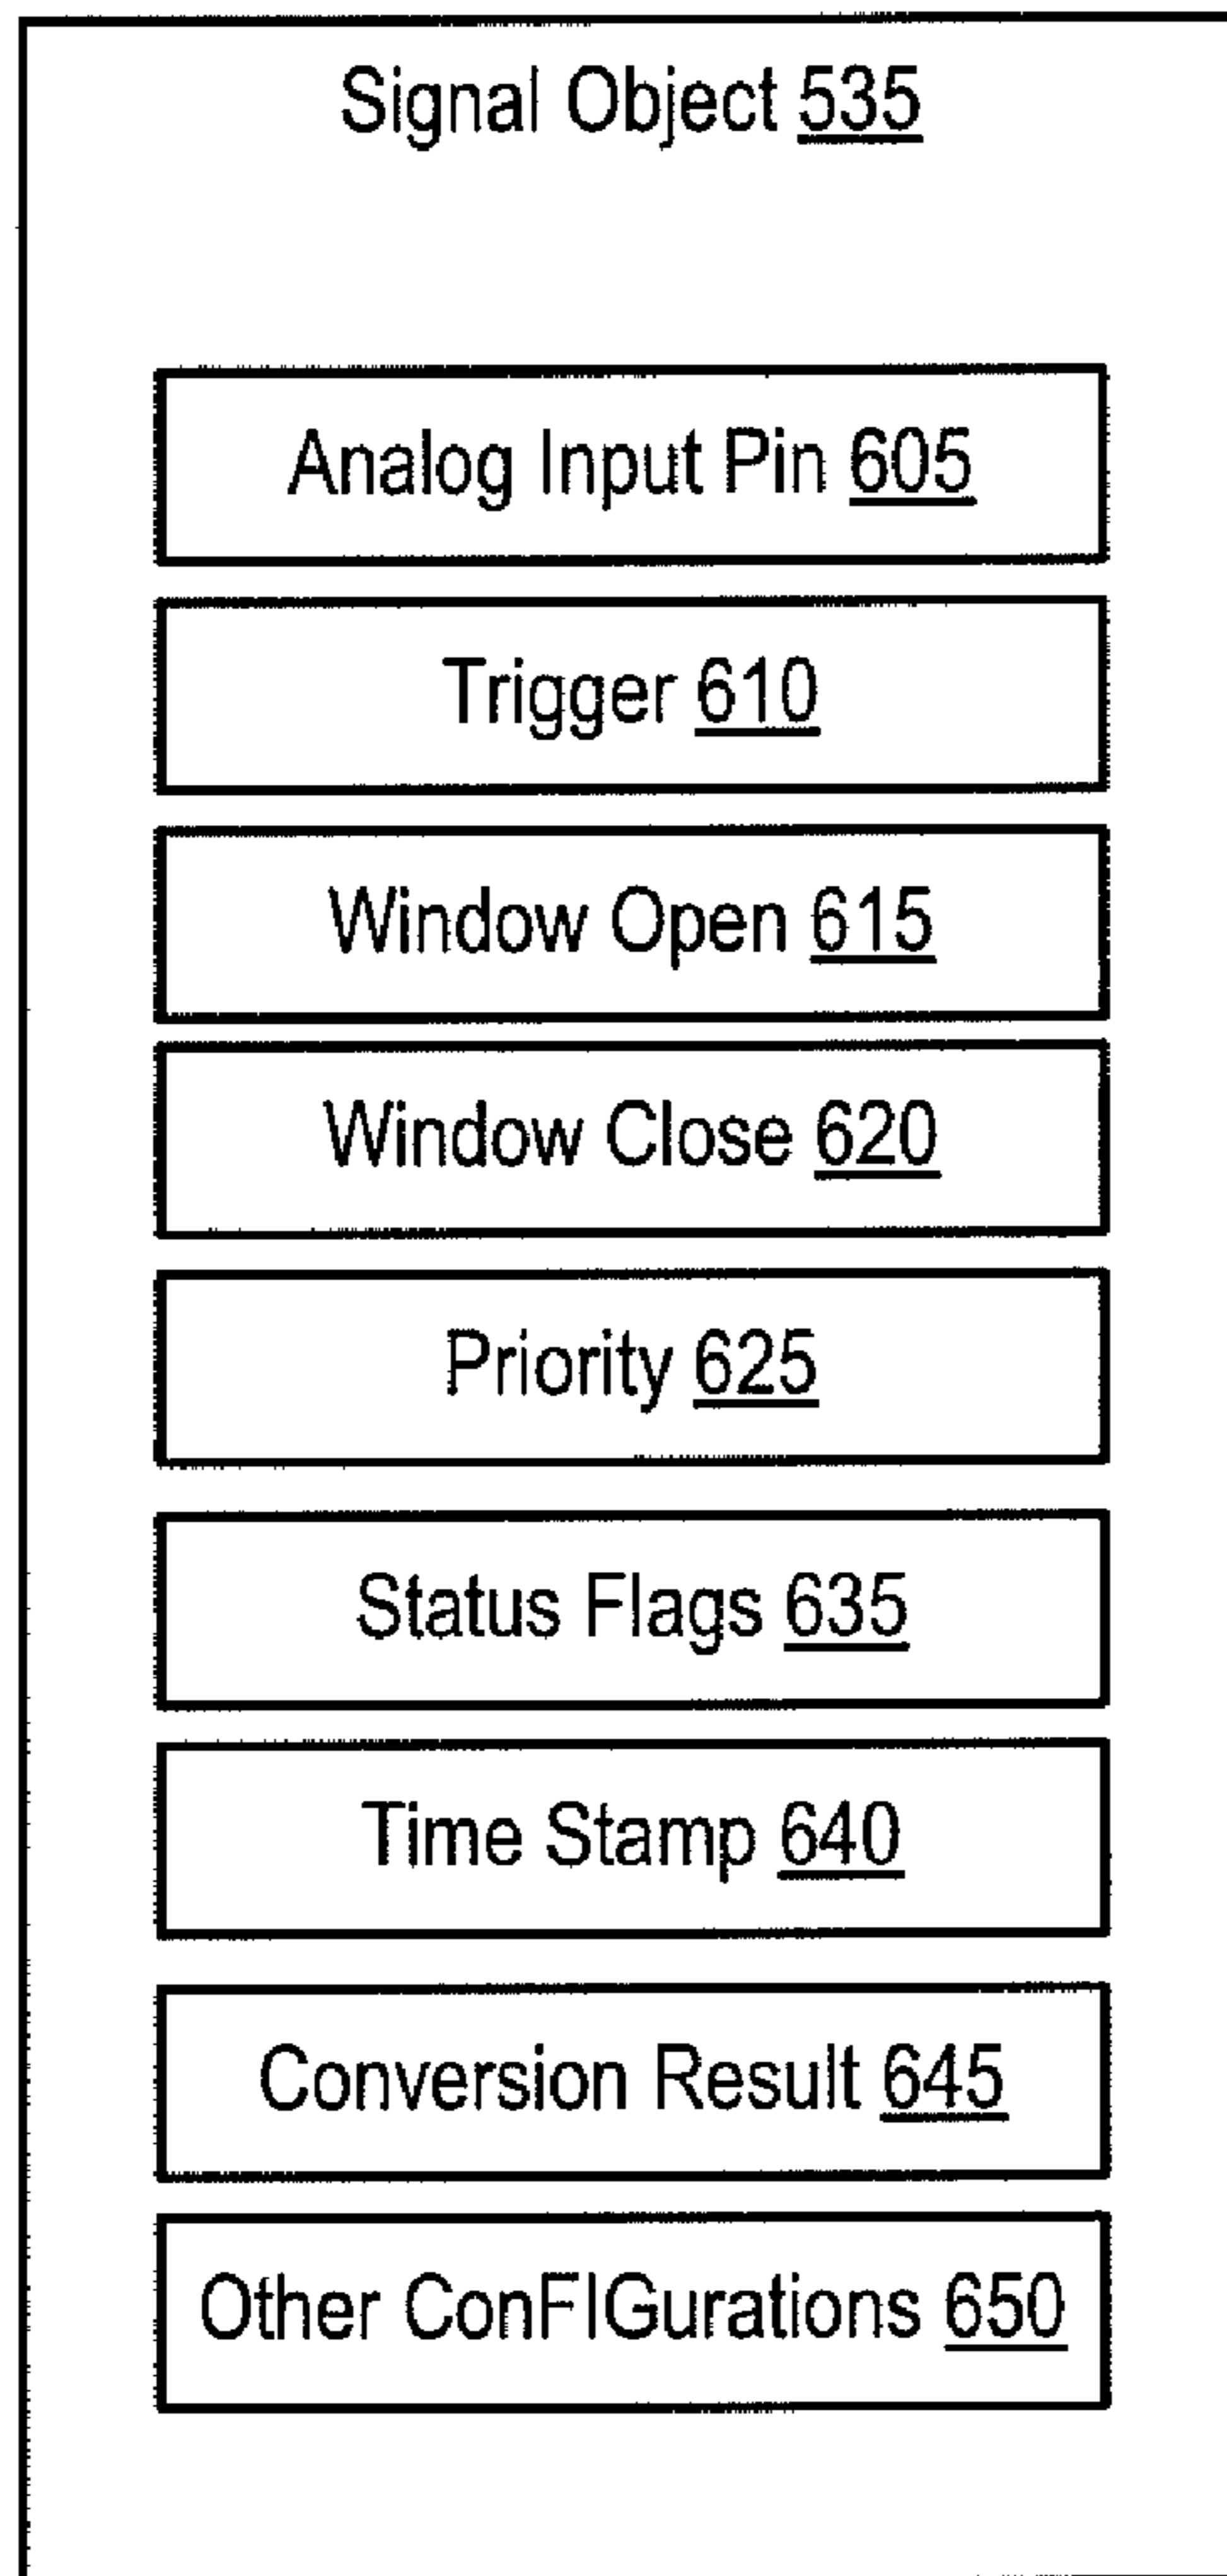 Signal Object 535
Analog Input Pin 605
Trigger 610
Window Open 615
Window Close 620
Priority 625
Status Flags 635
Time Stamp 640
Conversion Result 645
Other ConFIGurations 650